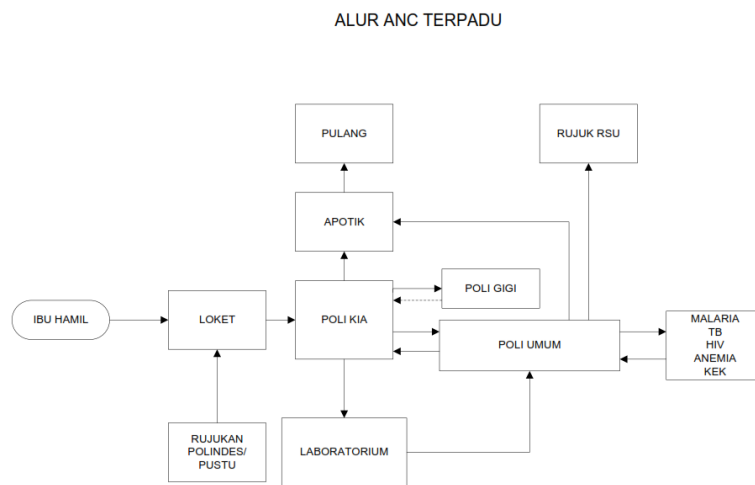 ALUR ANC TERPADU
PULANG
RUJUK RSU
APOTIK
POLI GIGI
IBU HAMIL
LOKET
POLI KIA
POLI UMUM
MALARIA
TB
HIV
ANEMIA
KEK
RUJUKAN
POLINDES/
PUSTU
LABORATORIUM